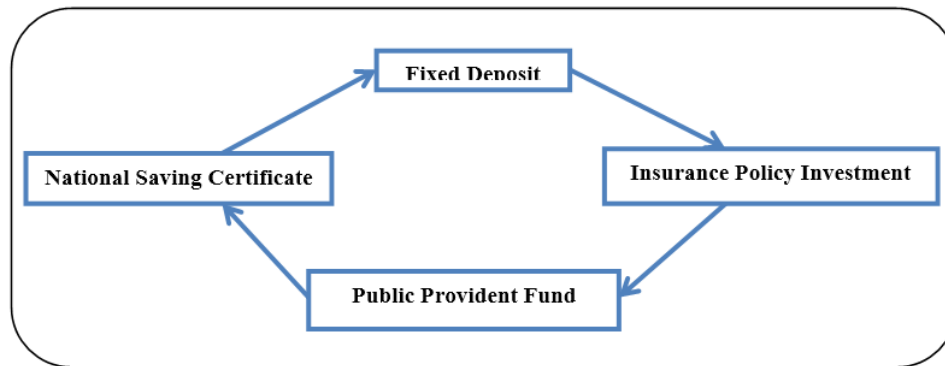 Fixed Deposit
National Saving Certificate
Insurance Policy Investment
Public Provident Fund